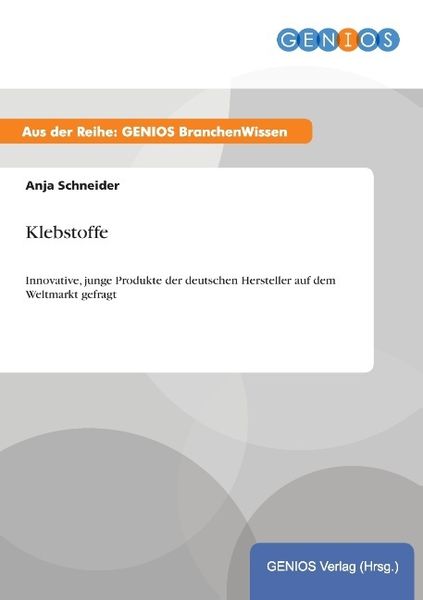 GENIOS
Aus der Reihe: GENIOS BranchenWissen
Anja Schneider
Klebstoffe
Innovative, junge Produkte der deutschen Hersteller auf dem
Weltmarkt gefragt
GENIOS Verlag (Hrsg.)